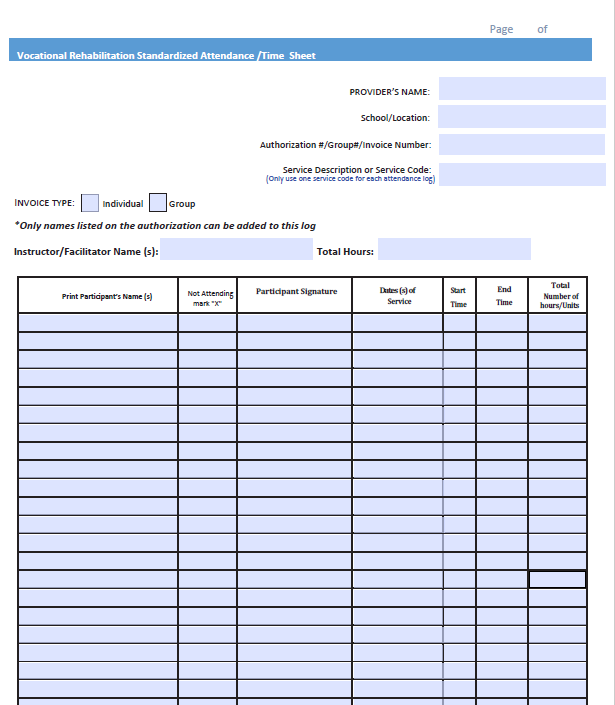 Page of
Vocational Rehabilitation Standardized Attendance /Time Sheet
PROVIDER'S NAME:
School/Location:
Authorization #/Group#/Invoice Number:
Service Description or Service Code:
(Only use one service code for each attendance log)
INVOICE TYPE: Individual Group
*Only names listed on the authorization can be added to this log
Instructor/Facilitator Name (s): Total Hours:
Print Participant's Name (s)
Not Attending
mark "X"
Participant Signature
Dates (s) of
Service
Start
Time
End
Time
Total
Number of
hours/Units